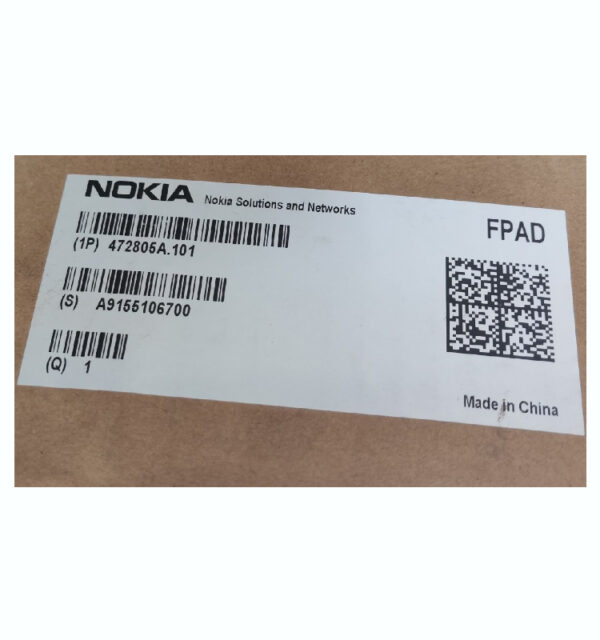 NOKIA Nokia Solutions and Networks
FPAD
(1P) 472805A.101
(S) A9155106700
(Q) 1
Made in China